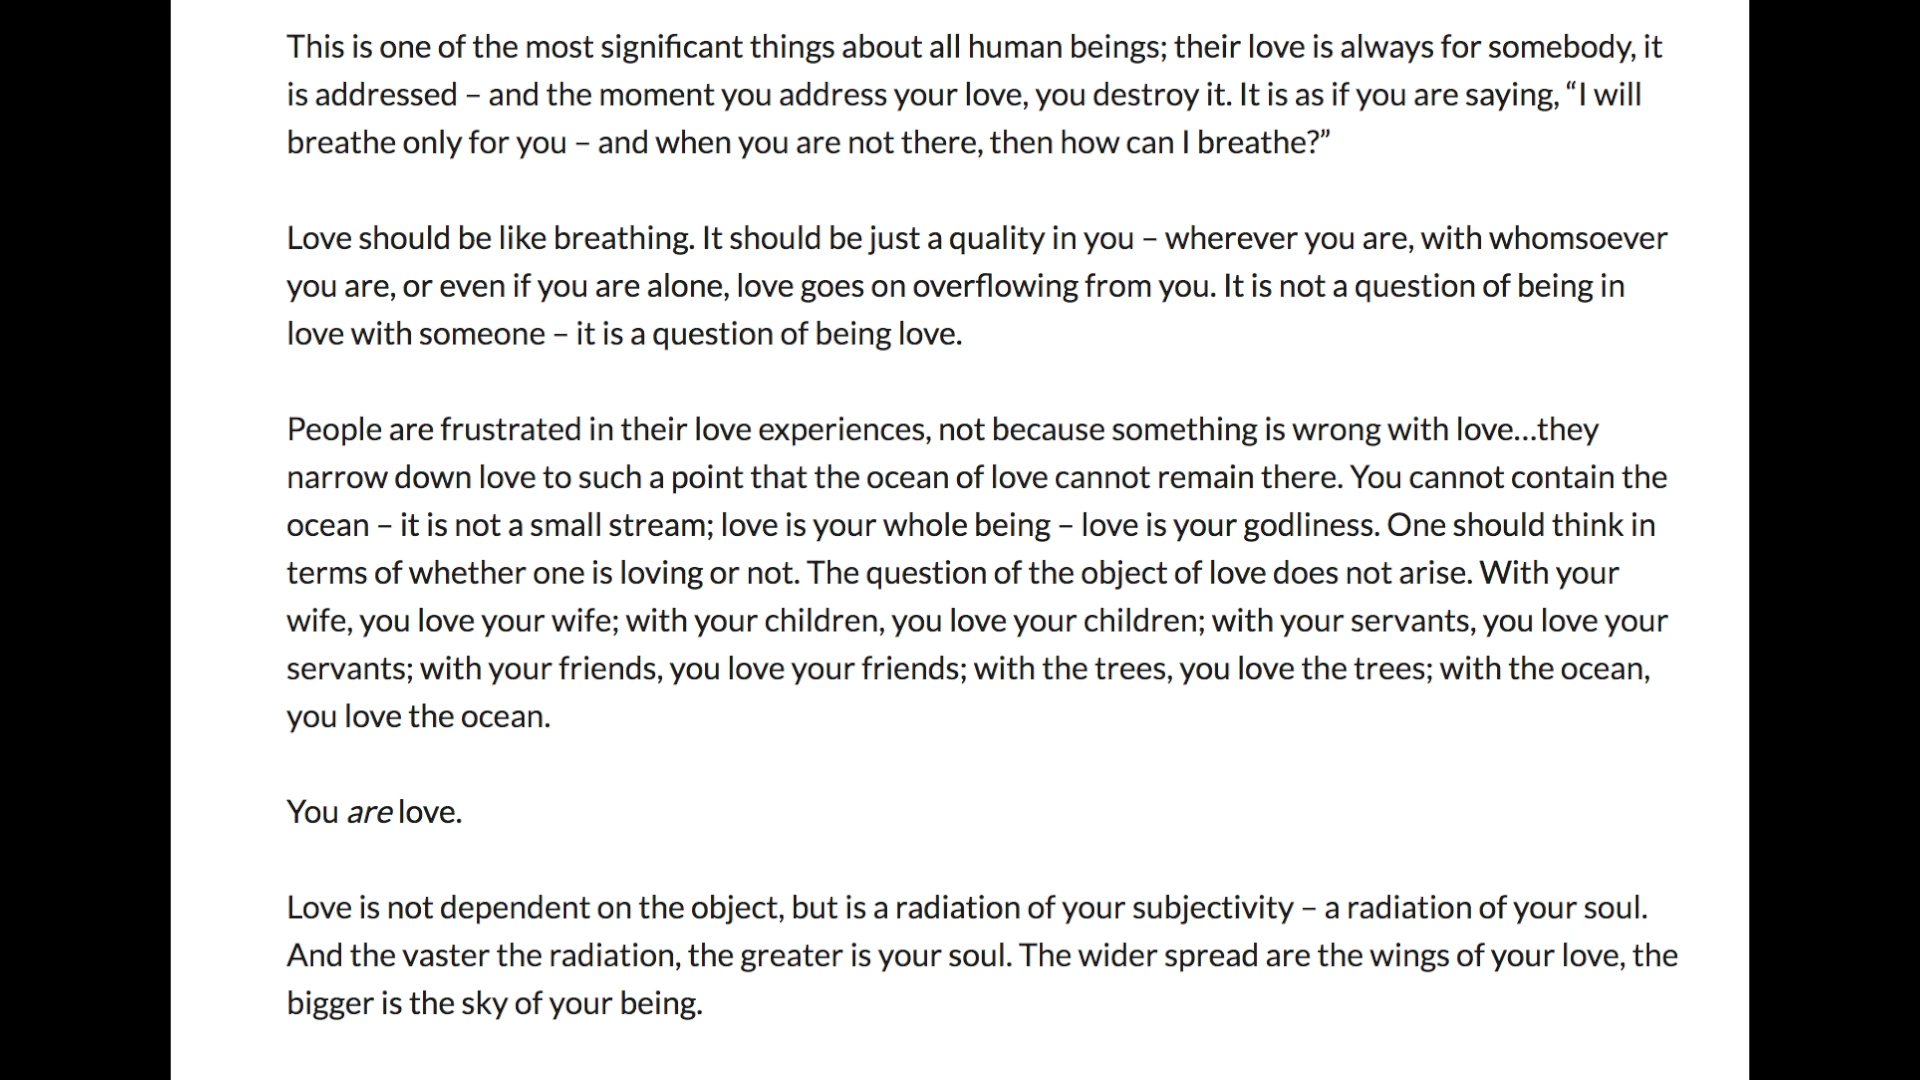 This is one of the most significant things about all human beings; their love is always for somebody, it
is addressed – and the moment you address your love, you destroy it. It is as if you are saying, “I will
breathe only for you – and when you are not there, then how can I breathe?”
Love should be like breathing. It should be just a quality in you – wherever you are, with whomsoever
you are, or even if you are alone, love goes on overflowing from you. It is not a question of being in
love with someone – it is a question of being love.
People are frustrated in their love experiences, not because something is wrong with love…they
narrow down love to such a point that the ocean of love cannot remain there. You cannot contain the
ocean – it is not a small stream; love is your whole being – love is your godliness. One should think in
terms of whether one is loving or not. The question of the object of love does not arise. With your
wife, you love your wife; with your children, you love your children; with your servants, you love your
servants; with your friends, you love your friends; with the trees, you love the trees; with the ocean,
you love the ocean.
You are love.
Love is not dependent on the object, but is a radiation of your subjectivity – a radiation of your soul.
And the vaster the radiation, the greater is your soul. The wider spread are the wings of your love, the
bigger is the sky of your being.